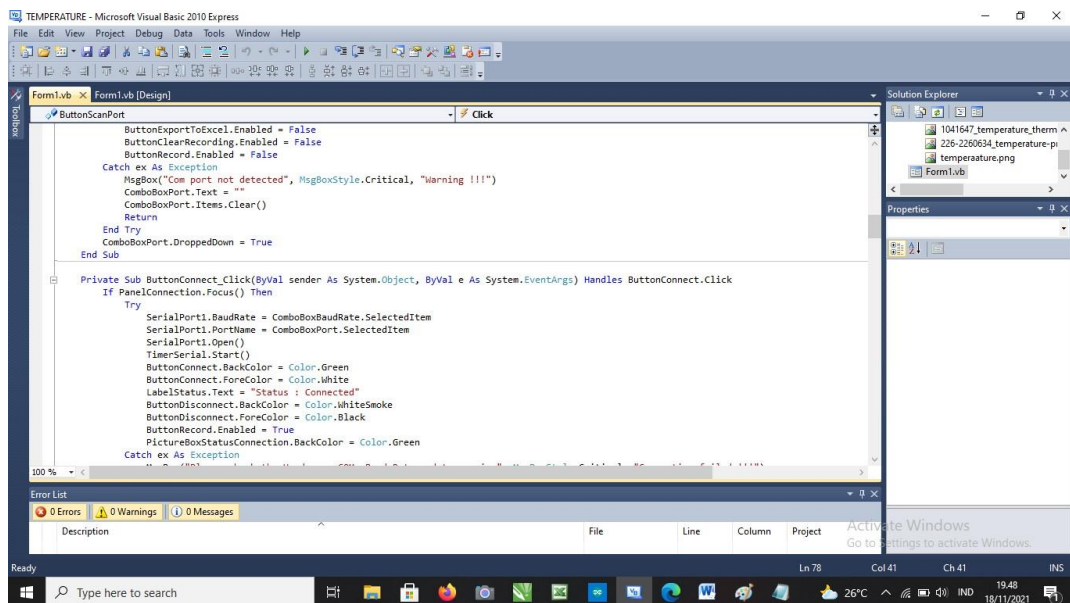 TEMPERATURE - Microsoft Visual Basic 2010 Express
File Edit View Project Debug Data Tools Window Help
Toolbox
Form1.vb Form1.vb [Design]
ButtonScanPort Click
ButtonExportToExcel.Enabled = False
ButtonClearRecording.Enabled = False
ButtonRecord.Enabled = False
Catch ex As Exception
MsgBox("Com port not detected", MsgBoxStyle.Critical, "Warning !!!")
ComboBoxPort.Text = ""
ComboBoxPort.Items.Clear()
Return
End Try
ComboBoxPort.DroppedDown = True
End Sub
Private Sub ButtonConnect_Click(ByVal sender As System.Object, ByVal e As System.EventArgs) Handles ButtonConnect.Click
If PanelConnection.Focus() Then
Try
SerialPort1.BaudRate = ComboBoxBaudRate.SelectedItem
SerialPort1.PortName = ComboBoxPort.SelectedItem
SerialPort1.Open()
TimerSerial.Start()
ButtonConnect.BackColor = Color.Green
ButtonConnect.ForeColor = Color.White
LabelStatus.Text = "Status : Connected"
ButtonDisconnect.BackColor = Color.WhiteSmoke
ButtonDisconnect.ForeColor = Color.Black
ButtonRecord.Enabled = True
PictureBoxStatusConnection.BackColor = Color.Green
Catch ex As Exception
100 %
Solution Explorer
1041647_temperature_therm
226-2260634_temperature-p
temperaature.png
Form1.vb
Properties
Error List
0 Errors 0 Warnings 0 Messages
Description File Line Column Project
Activate Windows
Go to Settings to activate Windows.
Ready Ln 78 Col 41 Ch 41 INS
Type here to search 26°C IND 19.48
18/11/2021